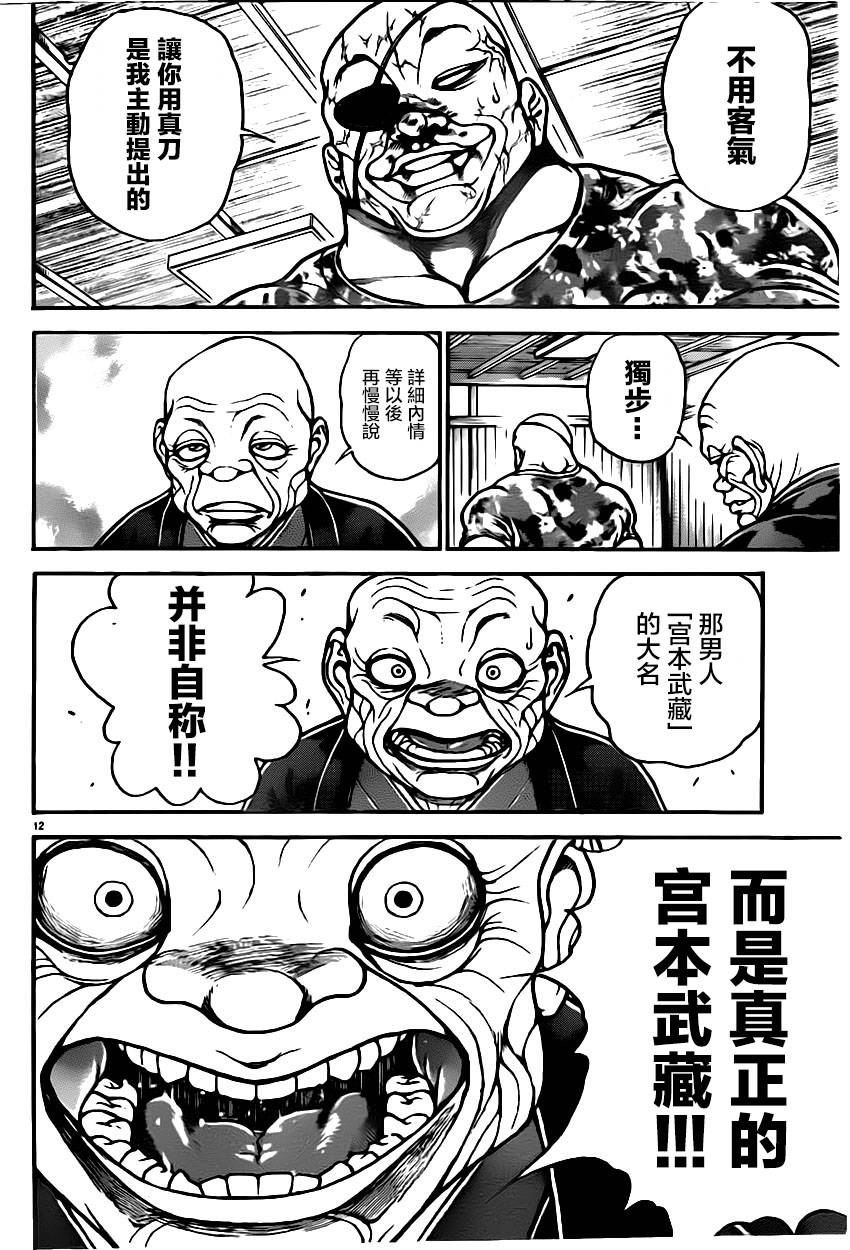 不用客氣
讓你用真刀
是我主動提出的
獨步…
詳細內情
等以後
再慢慢說
那男人
「宮本武藏」
的大名
并非自称!!
12
而是真正的
宮本武藏!!!